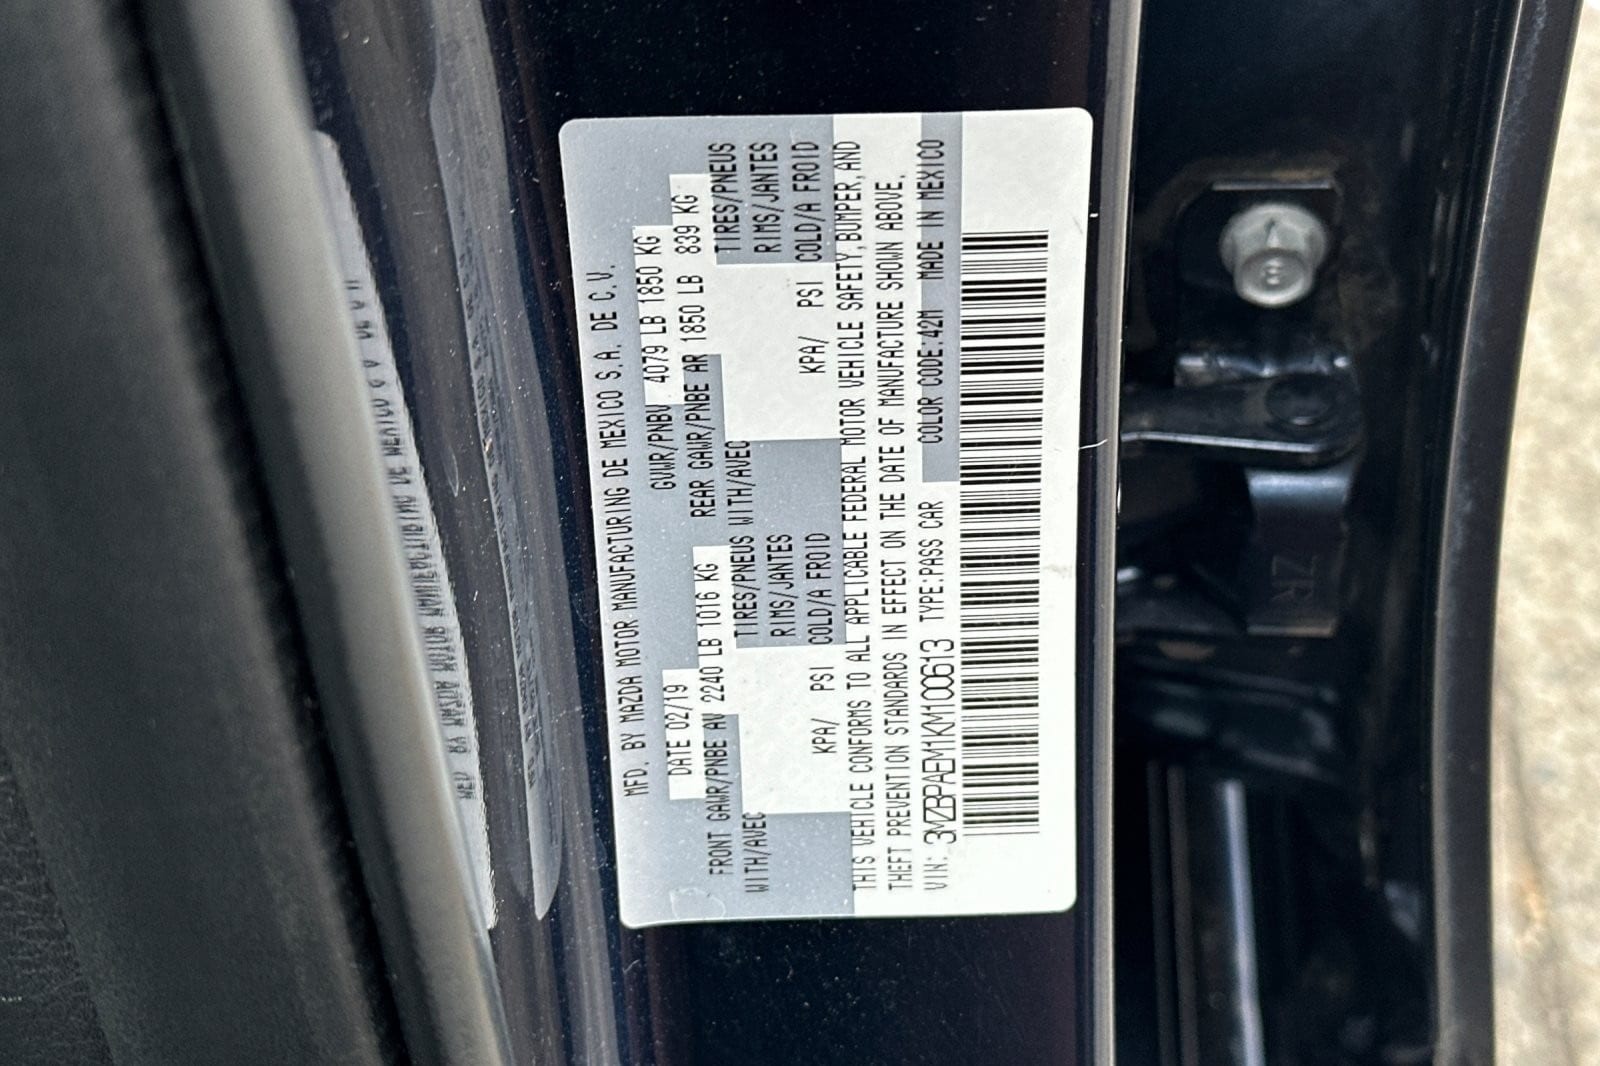 MFD. BY MAZDA MOTOR MANUFACTURING DE MEXICO S.A. DE C.V.
DATE 02/19 GVWR/PNBV 4079 LB 1850 KG
FRONT GAWR/PNBE AV 2240 LB 1016 KG REAR GAWR/PNBE AR 1850 LB 839 KG
WITH/AVEC TIRES/PNEUS WITH/AVEC TIRES/PNEUS
RIMS/JANTES RIMS/JANTES
KPA/ PSI COLD/A FROID KPA/ PSI COLD/A FROID
THIS VEHICLE CONFORMS TO ALL APPLICABLE FEDERAL MOTOR VEHICLE SAFETY, BUMPER, AND
THEFT PREVENTION STANDARDS IN EFFECT ON THE DATE OF MANUFACTURE SHOWN ABOVE.
VIN: 3MZBPAEM1KM100613 TYPE:PASS CAR COLOR CODE.42M MADE IN MEXICO
8
ZR